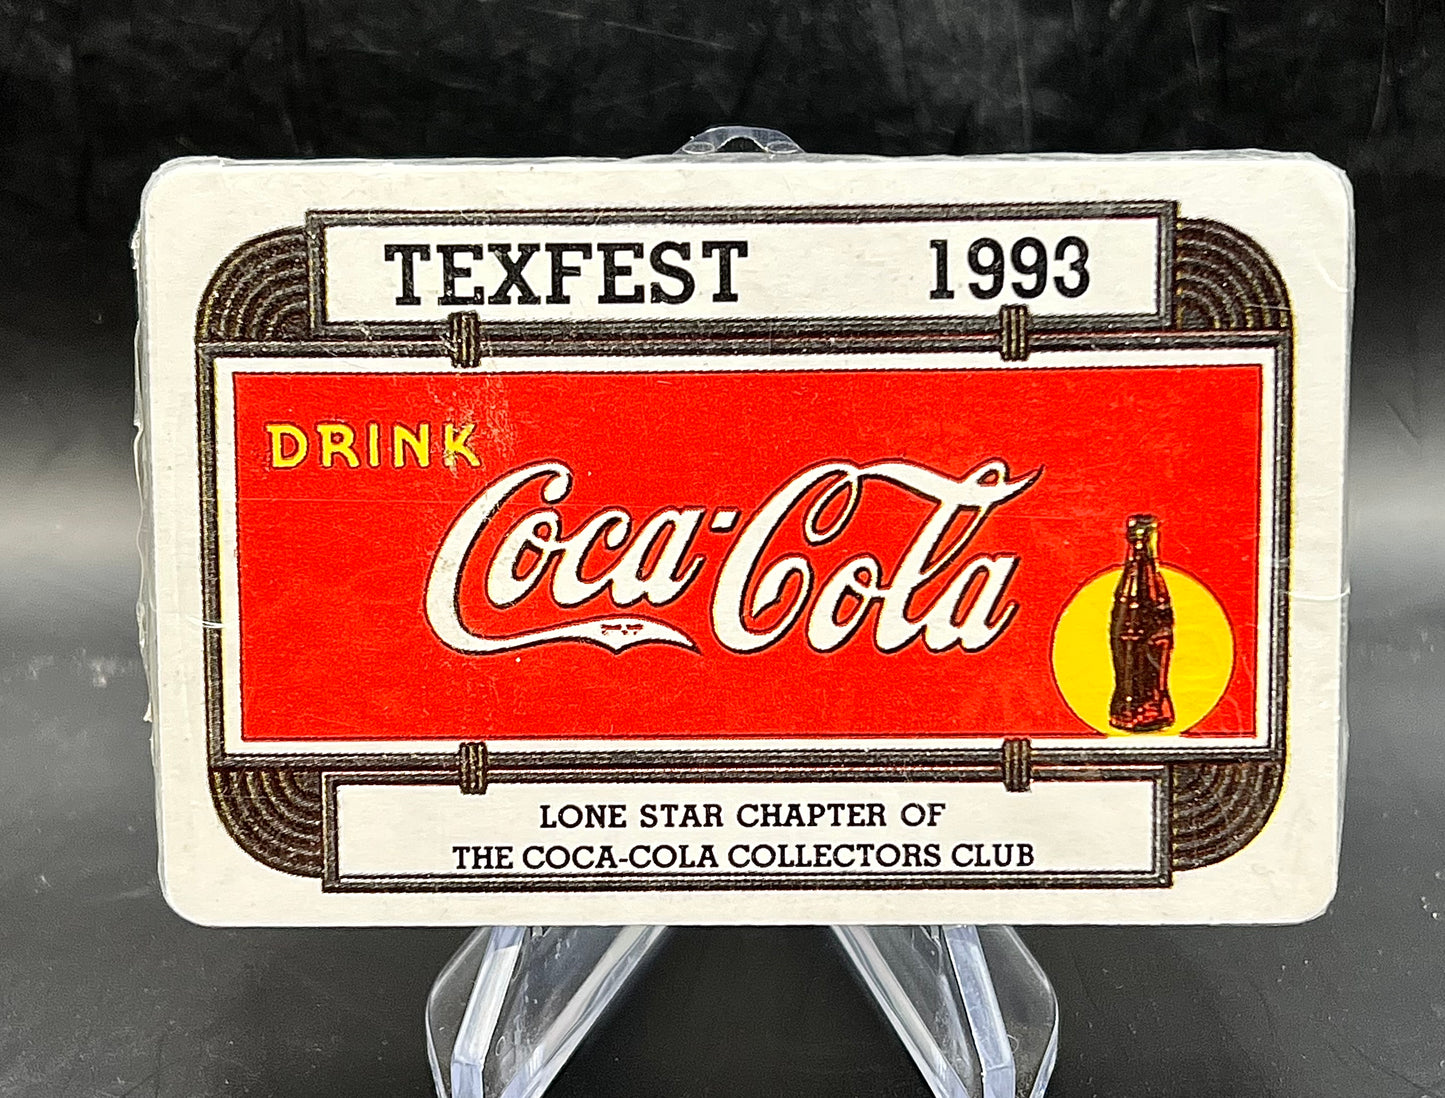 TEXFEST 1993
DRINK
Coca-Cola
LONE STAR CHAPTER OF
THE COCA-COLA COLLECTORS CLUB